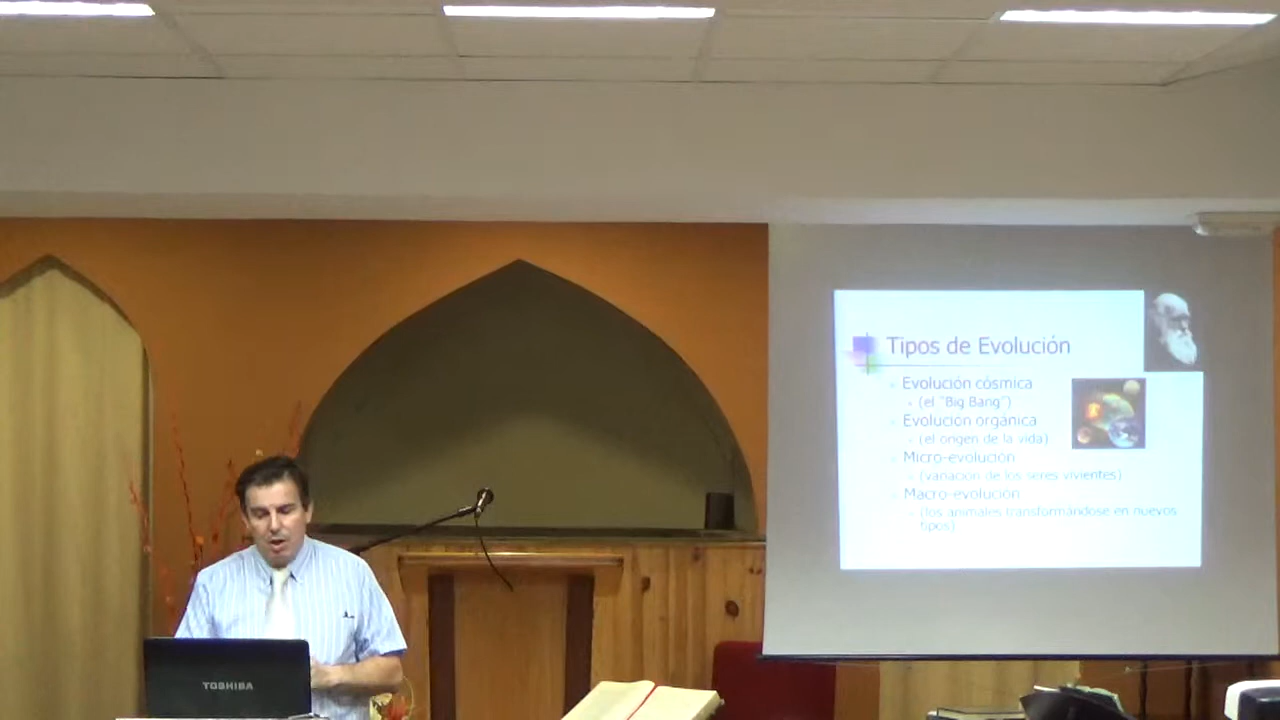 Tipos de Evolución
Evolución cósmica
(el "Big Bang")
Evolución orgánica
(el origen de la vida)
Micro-evolución
(variación de los seres vivientes)
Macro-evolución
(los animales transformándose en nuevos
tipos)
TOSHIBA